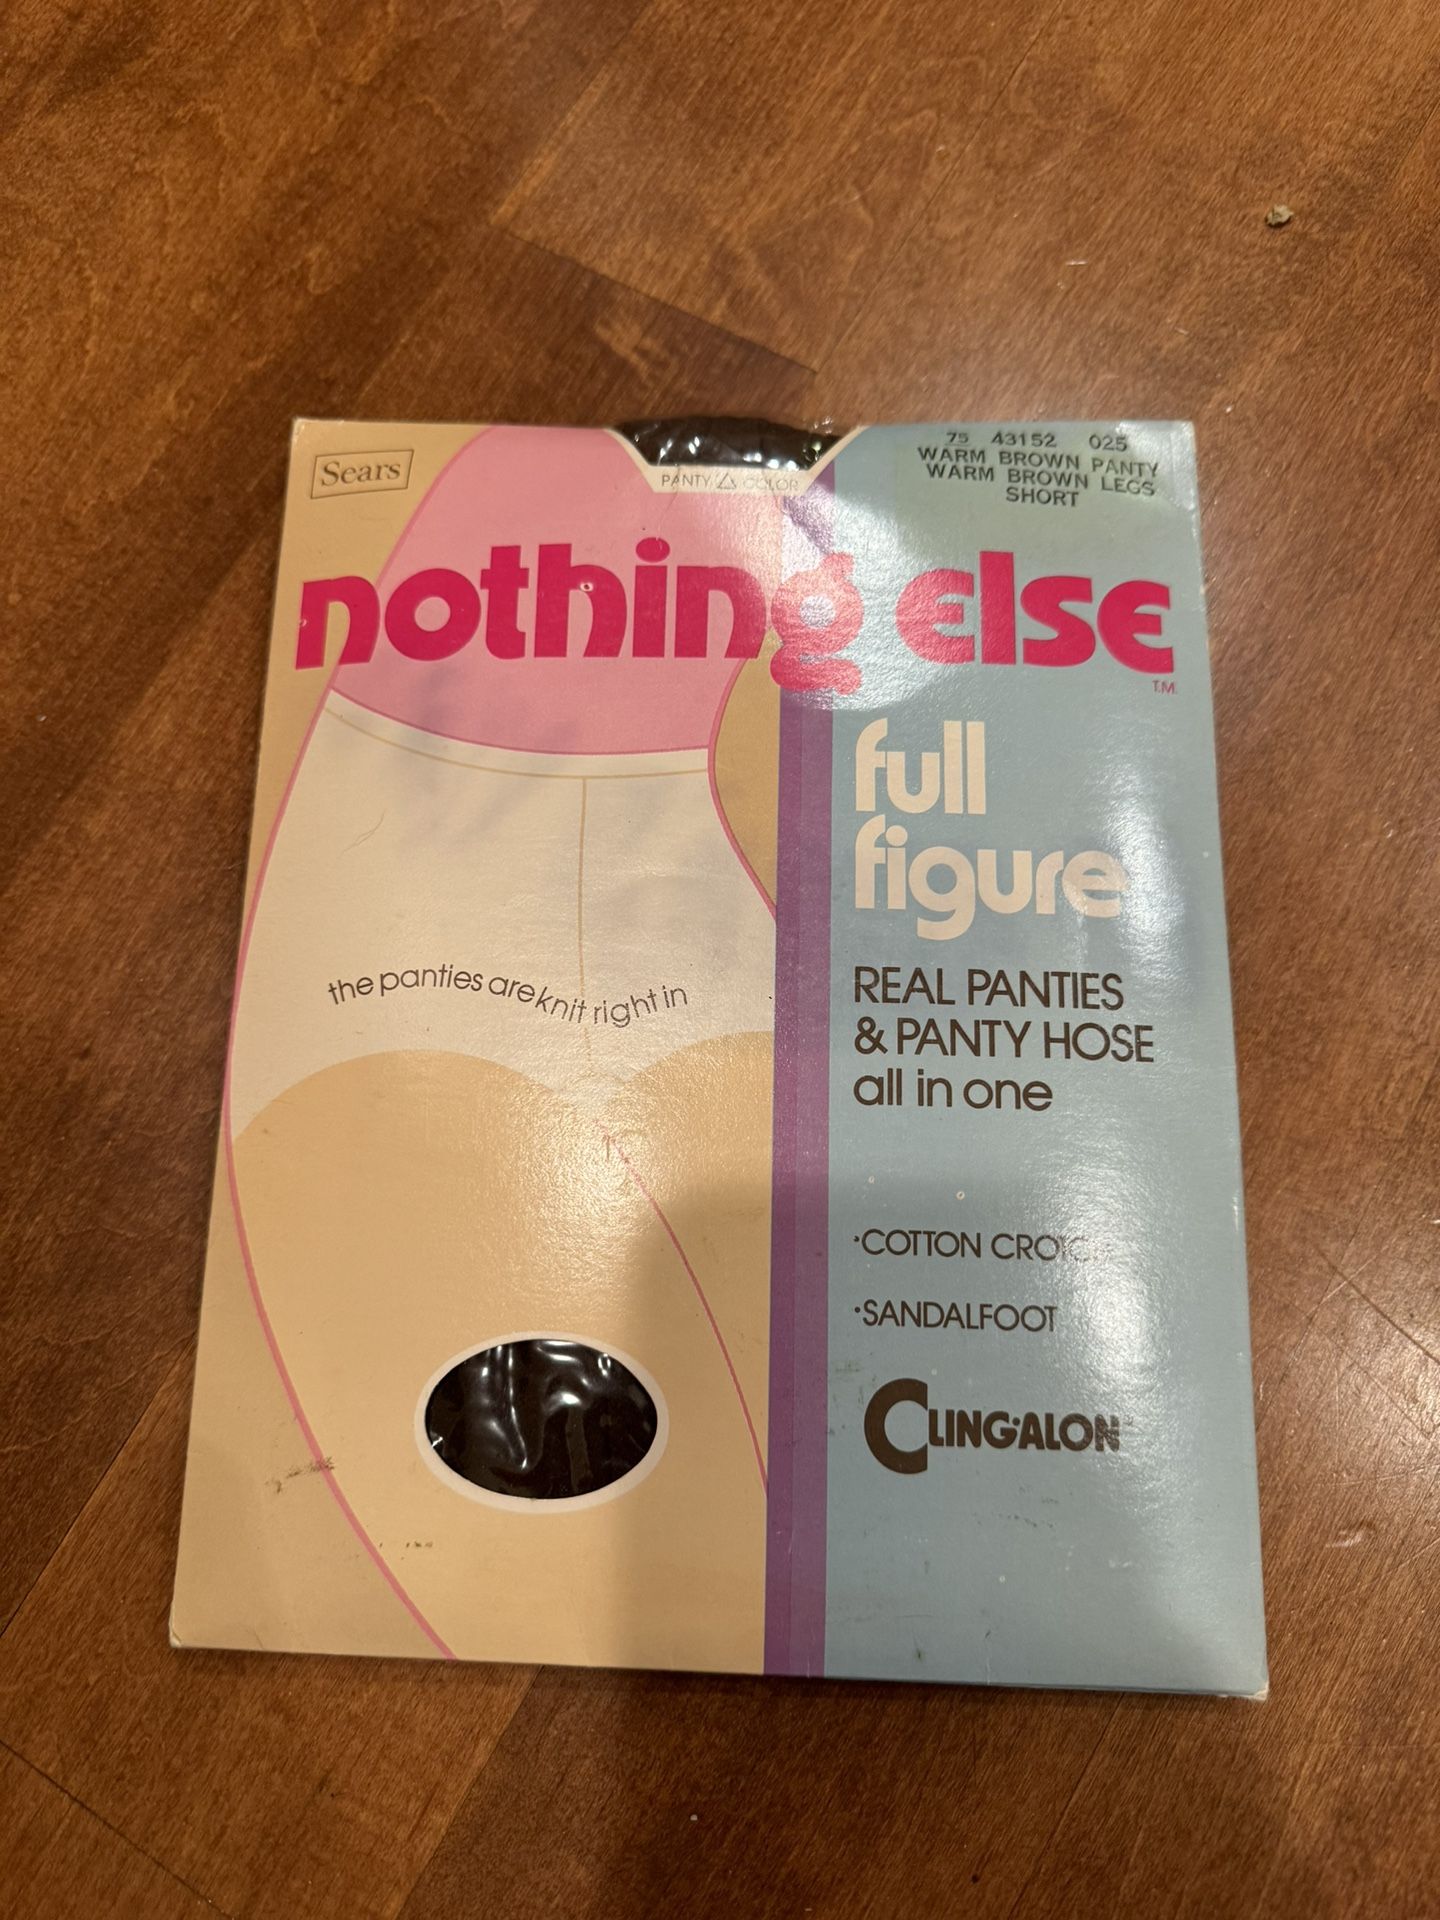 Sears
PANTY △ COLOR
75 43152 025
WARM BROWN PANTY
WARM BROWN LEGS
SHORT
nothing else
T.M.
full
figure
the panties are knit right in
REAL PANTIES
& PANTY HOSE
all in one
•COTTON CROTCH
•SANDALFOOT
CLING•ALON